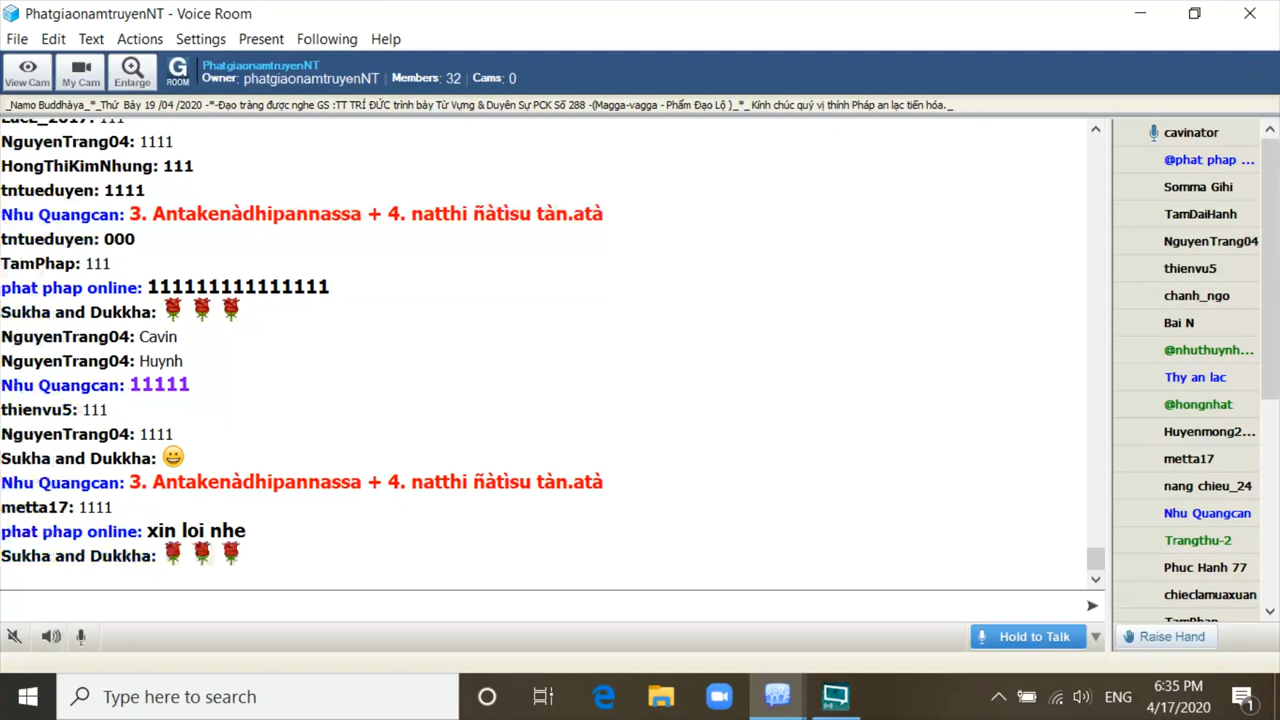 PhatgiaonamtruyenNT - Voice Room
File Edit Text Actions Settings Present Following Help
View Cam My Cam Enlarge G ROOM
PhatgiaonamtruyenNT
Owner: phatgiaonamtruyenNT Members: 32 Cams: 0
_Namo Buddhàya_*_Thứ Bảy 19 /04 /2020 -*-Đạo tràng được nghe GS :TT TRÍ ĐỨC trình bày Từ Vựng & Duyên Sự PCK Số 288 -(Magga-vagga - Phẩm Đạo Lộ )_*_ Kính chúc quý vị thính Pháp an lạc tiến hóa._
NguyenTrang04: 1111
HongThiKimNhung: 111
tntueduyen: 1111
Nhu Quangcan: 3. Antakenàdhipannassa + 4. natthi ñàtìsu tàn.atà
tntueduyen: 000
TamPhap: 111
phat phap online: 111111111111111
Sukha and Dukkha:
NguyenTrang04: Cavin
NguyenTrang04: Huynh
Nhu Quangcan: 11111
thienvu5: 111
NguyenTrang04: 1111
Sukha and Dukkha:
Nhu Quangcan: 3. Antakenàdhipannassa + 4. natthi ñàtìsu tàn.atà
metta17: 1111
phat phap online: xin loi nhe
Sukha and Dukkha:
cavinator
@phat phap ...
Somma Gihi
TamDaiHanh
NguyenTrang04
thienvu5
chanh_ngo
Bai N
@nhuthuynh...
Thy an lac
@hongnhat
Huyenmong2...
metta17
nang chieu_24
Nhu Quangcan
Trangthu-2
Phuc Hanh 77
chieclamuaxuan
TamPhap
Hold to Talk
Raise Hand
Type here to search
ENG
6:35 PM
4/17/2020
1